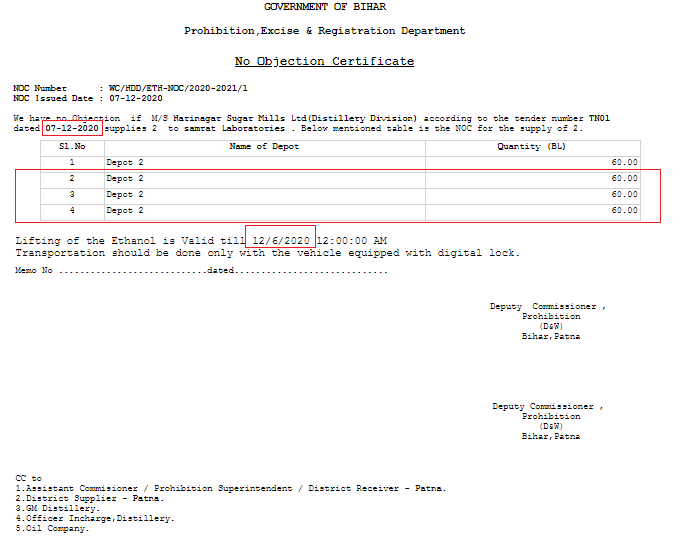 GOVERNMENT OF BIHAR
Prohibition,Excise & Registration Department
No Objection Certificate
NOC Number : WC/HDD/ETH-NOC/2020-2021/1
NOC Issued Date : 07-12-2020
We have no Objection if M/S Harinagar Sugar Mills Ltd(Distillery Division) according to the tender number TN01
dated 07-12-2020 supplies 2 to samrat Laboratories . Below mentioned table is the NOC for the supply of 2.
Sl.No Name of Depot Quantity (BL)
1 Depot 2 60.00
2 Depot 2 60.00
3 Depot 2 60.00
4 Depot 2 60.00
Lifting of the Ethanol is Valid till 12/6/2020 12:00:00 AM
Transportation should be done only with the vehicle equipped with digital lock.
Memo No ............................dated.............................
Deputy Commissioner ,
Prohibition
(D&W)
Bihar,Patna
Deputy Commissioner ,
Prohibition
(D&W)
Bihar,Patna
CC to
1.Assistant Commisioner / Prohibition Superintendent / District Receiver - Patna.
2.District Supplier - Patna.
3.GM Distillery.
4.Officer Incharge,Distillery.
5.Oil Company.